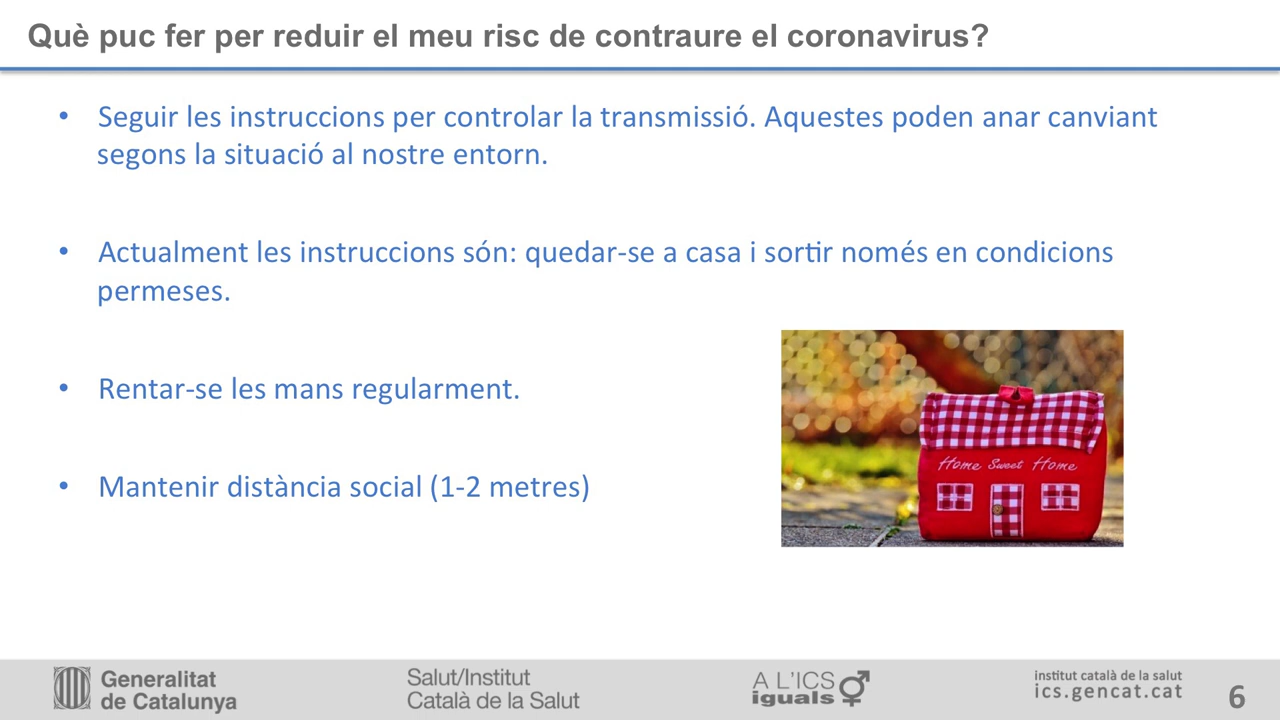 Què puc fer per reduir el meu risc de contraure el coronavirus?
• Seguir les instruccions per controlar la transmissió. Aquestes poden anar canviant
segons la situació al nostre entorn.
• Actualment les instruccions són: quedar-se a casa i sortir només en condicions
permeses.
• Rentar-se les mans regularment.
• Mantenir distància social (1-2 metres)
Home Sweet Home
Generalitat
de Catalunya
Salut/Institut
Català de la Salut
A L'ICS
iguals
institut català de la salut
ics.gencat.cat
6